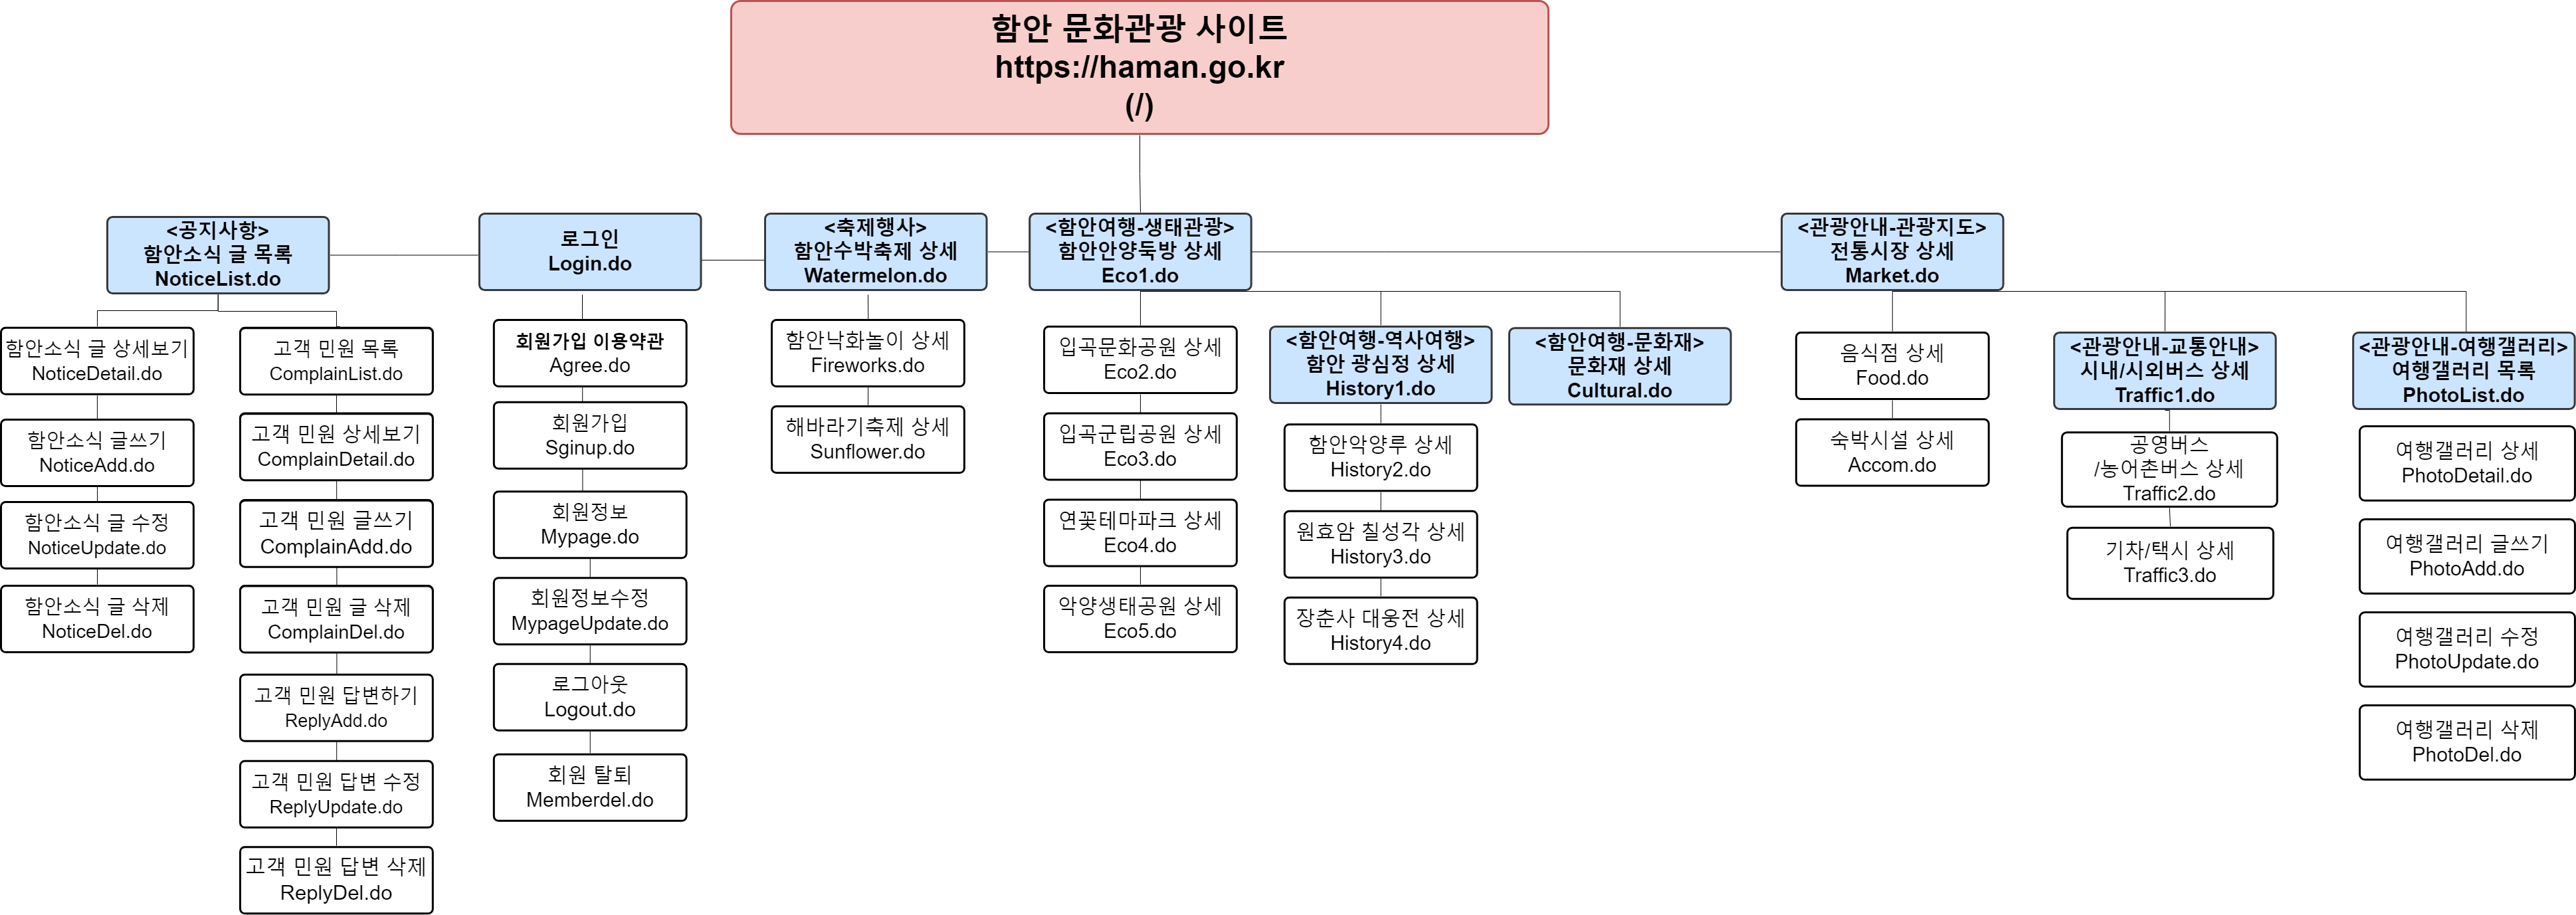 함안 문화관광 사이트
https://haman.go.kr
(/)
<공지사항>
함안소식 글 목록
NoticeList.do
로그인
Login.do
<축제행사>
함안수박축제 상세
Watermelon.do
<함안여행-생태관광>
함안안양둑방 상세
Eco1.do
<관광안내-관광지도>
전통시장 상세
Market.do
함안소식 글 상세보기
NoticeDetail.do
함안소식 글쓰기
NoticeAdd.do
함안소식 글 수정
NoticeUpdate.do
함안소식 글 삭제
NoticeDel.do
고객 민원 목록
ComplainList.do
고객 민원 상세보기
ComplainDetail.do
고객 민원 글쓰기
ComplainAdd.do
고객 민원 글 삭제
ComplainDel.do
고객 민원 답변하기
ReplyAdd.do
고객 민원 답변 수정
ReplyUpdate.do
고객 민원 답변 삭제
ReplyDel.do
회원가입 이용약관
Agree.do
회원가입
Sginup.do
회원정보
Mypage.do
회원정보수정
MypageUpdate.do
로그아웃
Logout.do
회원 탈퇴
Memberdel.do
함안낙화놀이 상세
Fireworks.do
해바라기축제 상세
Sunflower.do
입곡문화공원 상세
Eco2.do
입곡군립공원 상세
Eco3.do
연꽃테마파크 상세
Eco4.do
악양생태공원 상세
Eco5.do
<함안여행-역사여행>
함안 광심정 상세
History1.do
함안악양루 상세
History2.do
원효암 칠성각 상세
History3.do
장춘사 대웅전 상세
History4.do
<함안여행-문화재>
문화재 상세
Cultural.do
음식점 상세
Food.do
숙박시설 상세
Accom.do
<관광안내-교통안내>
시내/시외버스 상세
Traffic1.do
공영버스
/농어촌버스 상세
Traffic2.do
기차/택시 상세
Traffic3.do
<관광안내-여행갤러리>
여행갤러리 목록
PhotoList.do
여행갤러리 상세
PhotoDetail.do
여행갤러리 글쓰기
PhotoAdd.do
여행갤러리 수정
PhotoUpdate.do
여행갤러리 삭제
PhotoDel.do